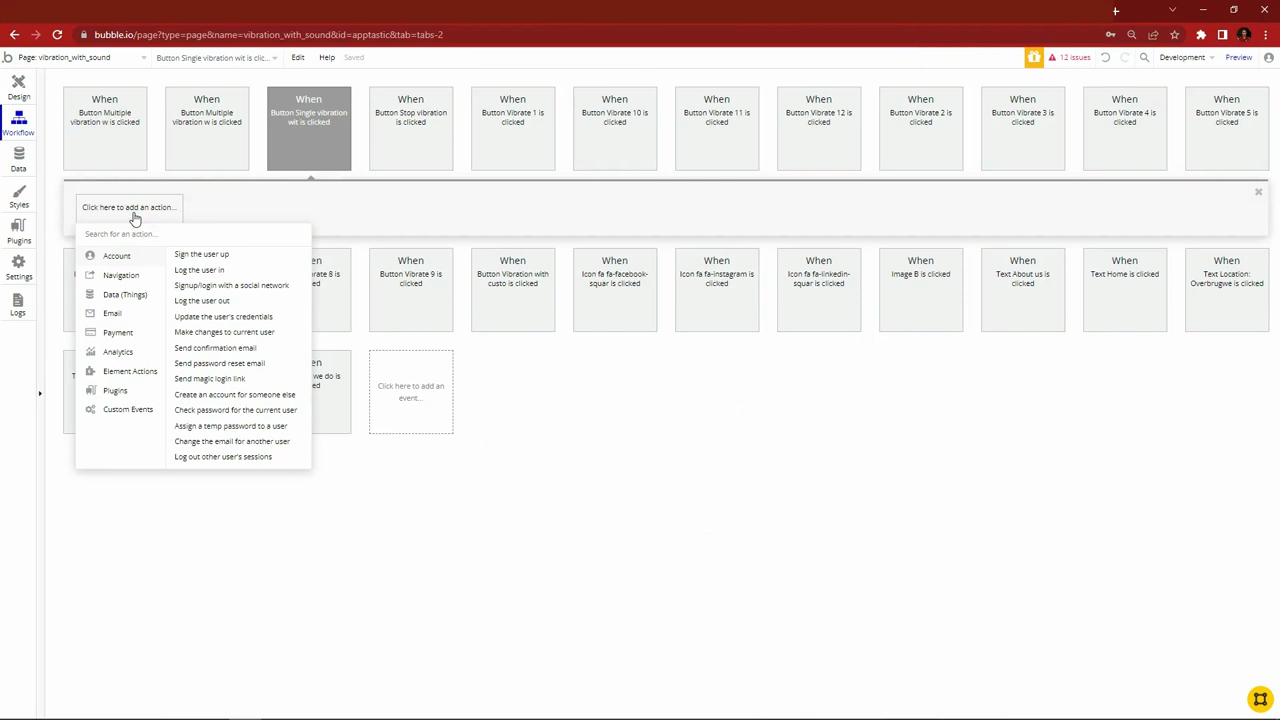 bubble.io/page?type=page&name=vibration_with_sound&id=apptastic&tab=tabs-2
Page: vibration_with_sound
Button Single vibration wit is clic...
Edit
Help
Saved
12 issues
Development
Preview
Design
Workflow
Data
Styles
Plugins
Settings
Logs
When
Button Multiple
vibration w is clicked
When
Button Multiple
vibration w is clicked
When
Button Single vibration
wit is clicked
When
Button Stop vibration
is clicked
When
Button Vibrate 1 is
clicked
When
Button Vibrate 10 is
clicked
When
Button Vibrate 11 is
clicked
When
Button Vibrate 12 is
clicked
When
Button Vibrate 2 is
clicked
When
Button Vibrate 3 is
clicked
When
Button Vibrate 4 is
clicked
When
Button Vibrate 5 is
clicked
Click here to add an action...
Search for an action...
Account
Navigation
Data (Things)
Email
Payment
Analytics
Element Actions
Plugins
Custom Events
Sign the user up
Log the user in
Signup/login with a social network
Log the user out
Update the user's credentials
Make changes to current user
Send confirmation email
Send password reset email
Send magic login link
Create an account for someone else
Check password for the current user
Assign a temp password to a user
Change the email for another user
Log out other user's sessions
brate 8 is
When
Button Vibrate 9 is
clicked
When
Button Vibration with
custo is clicked
When
Icon fa fa-facebook-
squar is clicked
When
Icon fa fa-instagram is
clicked
When
Icon fa fa-linkedin-
squar is clicked
When
Image B is clicked
When
Text About us is
clicked
When
Text Home is clicked
When
Text Location:
Overbrugwe is clicked
en
we do is
ed
Click here to add an
event...